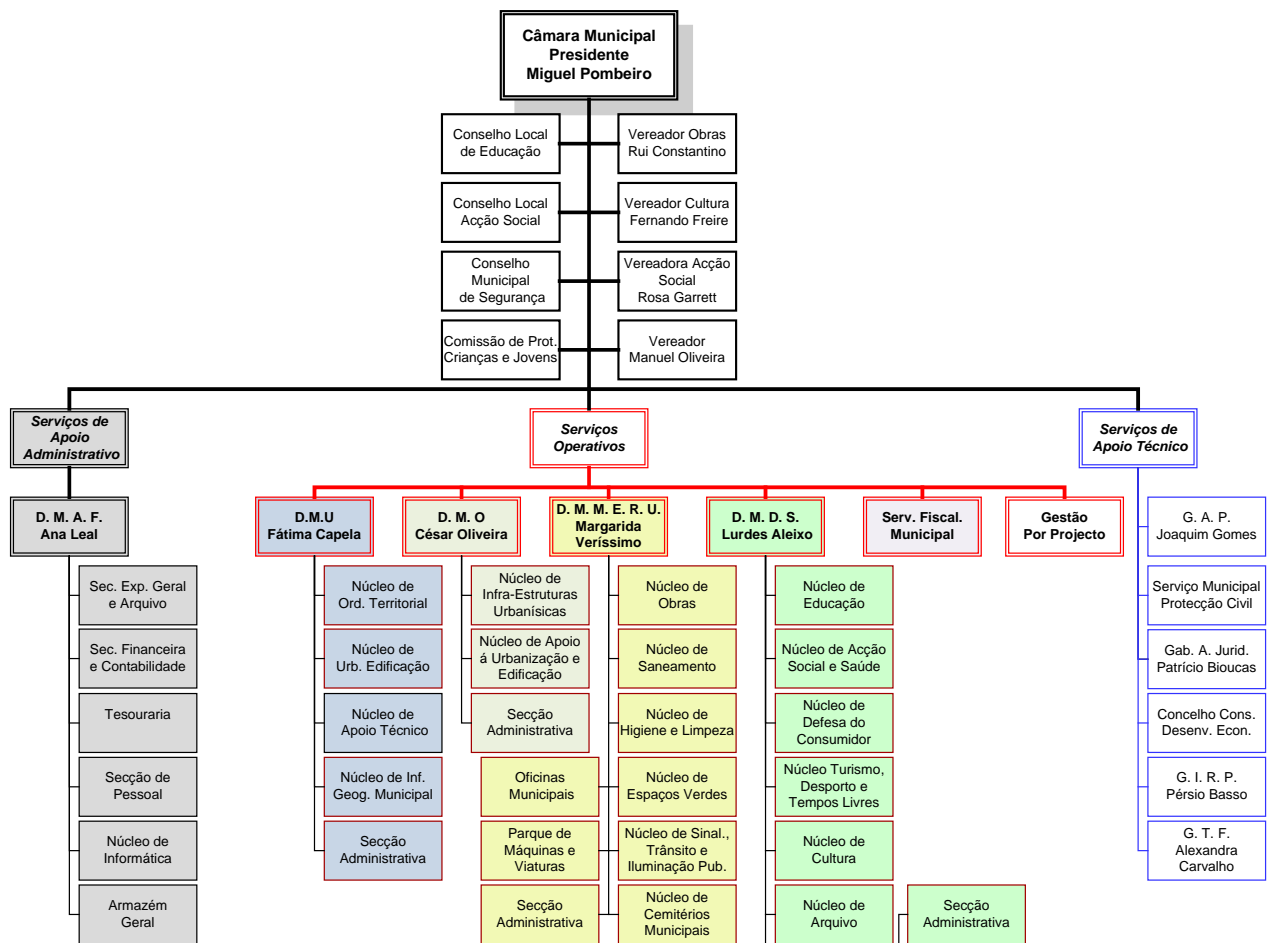 Câmara Municipal
Presidente
Miguel Pombeiro
Conselho Local
de Educação
Vereador Obras
Rui Constantino
Conselho Local
Acção Social
Vereador Cultura
Fernando Freire
Conselho
Municipal
de Segurança
Vereadora Acção
Social
Rosa Garrett
Comissão de Prot.
Crianças e Jovens
Vereador
Manuel Oliveira
Serviços de
Apoio
Administrativo
Serviços
Operativos
Serviços de
Apoio Técnico
D. M. A. F.
Ana Leal
D.M.U
Fátima Capela
D. M. O
César Oliveira
D. M. M. E. R. U.
Margarida
Veríssimo
D. M. D. S.
Lurdes Aleixo
Serv. Fiscal.
Municipal
Gestão
Por Projecto
Sec. Exp. Geral
e Arquivo
Sec. Financeira
e Contabilidade
Tesouraria
Secção de
Pessoal
Núcleo de
Informática
Armazém
Geral
Núcleo de
Ord. Territorial
Núcleo de
Urb. Edificação
Núcleo de
Apoio Técnico
Núcleo de Inf.
Geog. Municipal
Secção
Administrativa
Núcleo de
Infra-Estruturas
Urbanísicas
Núcleo de Apoio
á Urbanização e
Edificação
Secção
Administrativa
Núcleo de
Obras
Núcleo de
Saneamento
Núcleo de
Higiene e Limpeza
Oficinas
Municipais
Núcleo de
Espaços Verdes
Parque de
Máquinas e
Viaturas
Núcleo de Sinal.,
Trânsito e
Iluminação Pub.
Secção
Administrativa
Núcleo de
Cemitérios
Municipais
Núcleo de
Educação
Núcleo de Acção
Social e Saúde
Núcleo de
Defesa do
Consumidor
Núcleo Turismo,
Desporto e
Tempos Livres
Núcleo de
Cultura
Núcleo de
Arquivo
Secção
Administrativa
G. A. P.
Joaquim Gomes
Serviço Municipal
Protecção Civil
Gab. A. Jurid.
Patrício Bioucas
Concelho Cons.
Desenv. Econ.
G. I. R. P.
Pérsio Basso
G. T. F.
Alexandra
Carvalho